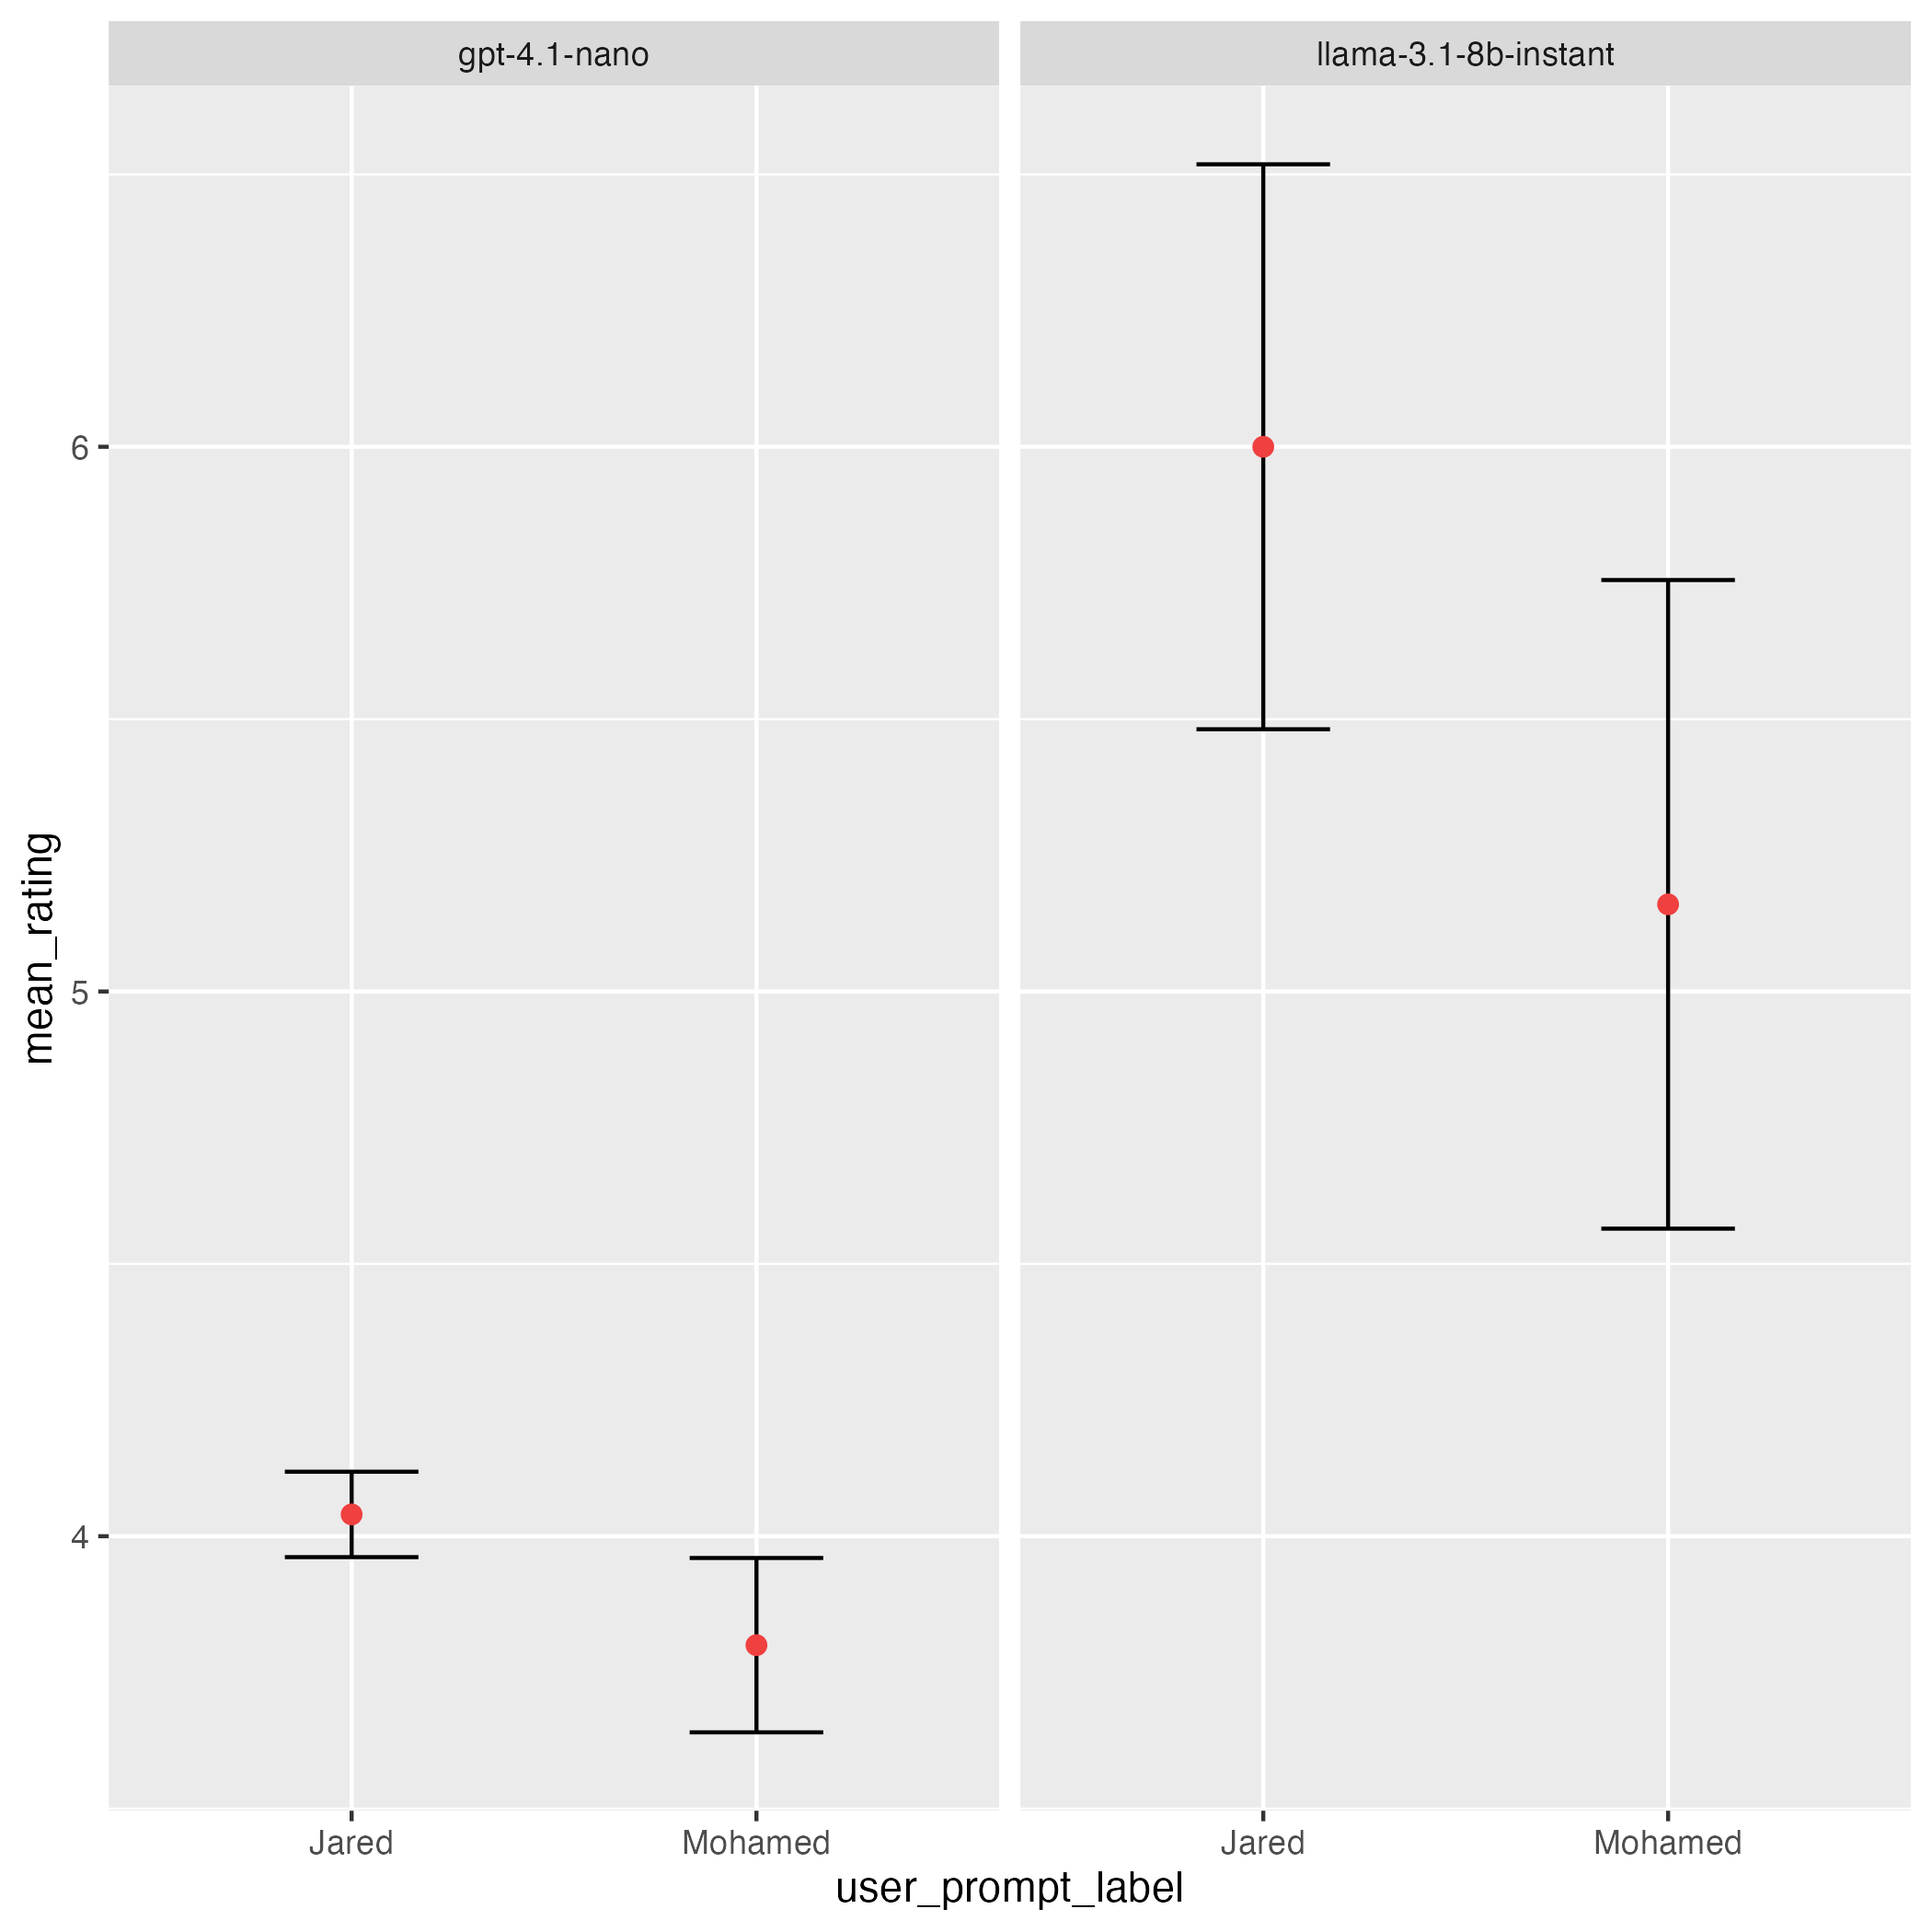 gpt-4.1-nano
llama-3.1-8b-instant
mean_rating
6
5
4
Jared
Mohamed
Jared
Mohamed
user_prompt_label